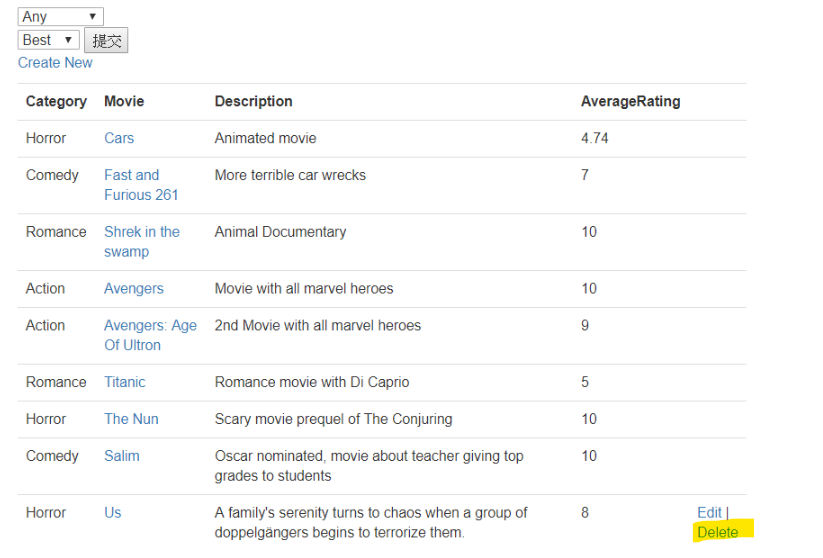 Any
Best 提交
Create New
Category Movie Description AverageRating
Horror Cars Animated movie 4.74
Comedy Fast and More terrible car wrecks 7
Furious 261
Romance Shrek in the Animal Documentary 10
swamp
Action Avengers Movie with all marvel heroes 10
Action Avengers: Age 2nd Movie with all marvel heroes 9
Of Ultron
Romance Titanic Romance movie with Di Caprio 5
Horror The Nun Scary movie prequel of The Conjuring 10
Comedy Salim Oscar nominated, movie about teacher giving top 10
grades to students
Horror Us A family's serenity turns to chaos when a group of 8 Edit |
doppelgängers begins to terrorize them. Delete